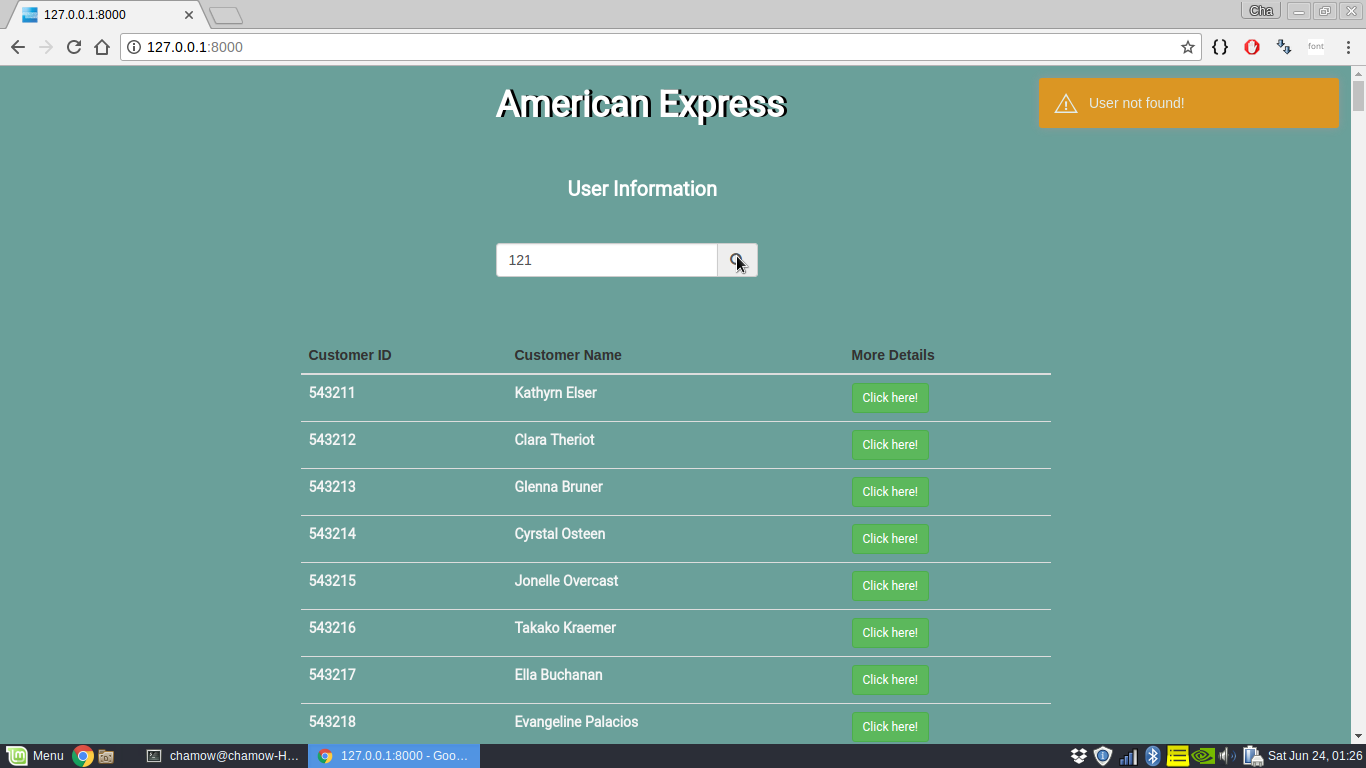 127.0.0.1:8000
Cha
127.0.0.1:8000
font
American Express
User not found!
User Information
121
Customer ID Customer Name More Details
543211 Kathyrn Elser Click here!
543212 Clara Theriot Click here!
543213 Glenna Bruner Click here!
543214 Cyrstal Osteen Click here!
543215 Jonelle Overcast Click here!
543216 Takako Kraemer Click here!
543217 Ella Buchanan Click here!
543218 Evangeline Palacios Click here!
Menu chamow@chamow-H... 127.0.0.1:8000 - Goo... Sat Jun 24, 01:26